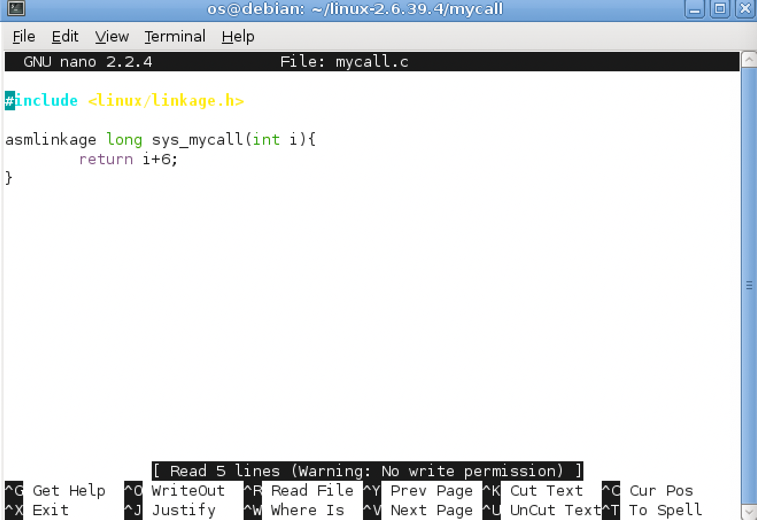 os@debian: ~/linux-2.6.39.4/mycall
File Edit View Terminal Help
GNU nano 2.2.4 File: mycall.c
#include <linux/linkage.h>
asmlinkage long sys_mycall(int i){
return i+6;
}
[ Read 5 lines (Warning: No write permission) ]
^G Get Help ^O WriteOut ^R Read File ^Y Prev Page ^K Cut Text ^C Cur Pos
^X Exit ^J Justify ^W Where Is ^V Next Page ^U UnCut Text ^T To Spell